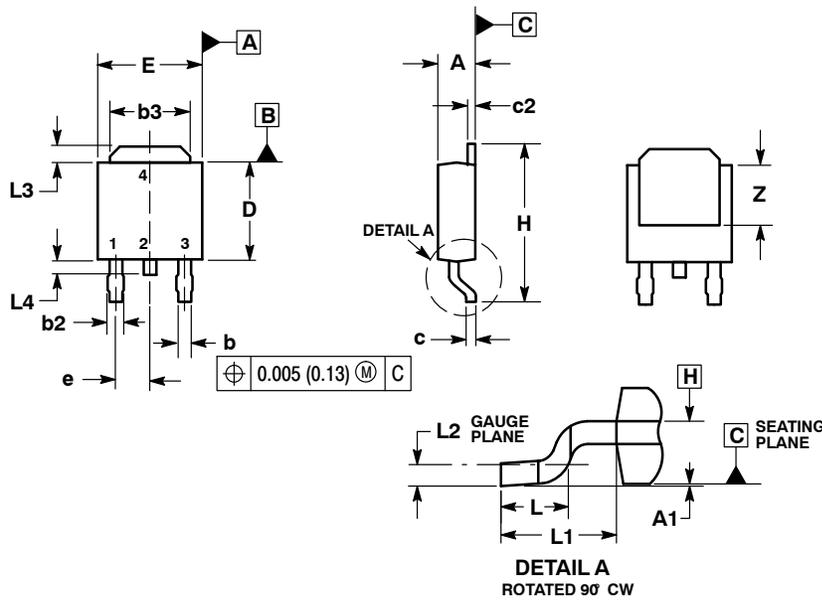 A
E
b3
B
L3
4
D
1 2 3
L4
b2
b
e
0.005 (0.13) Ⓜ C
C
A
c2
H
DETAIL A
c
Z
H
L2 GAUGE
PLANE
C SEATING
PLANE
L
L1
A1
DETAIL A
ROTATED 90° CW